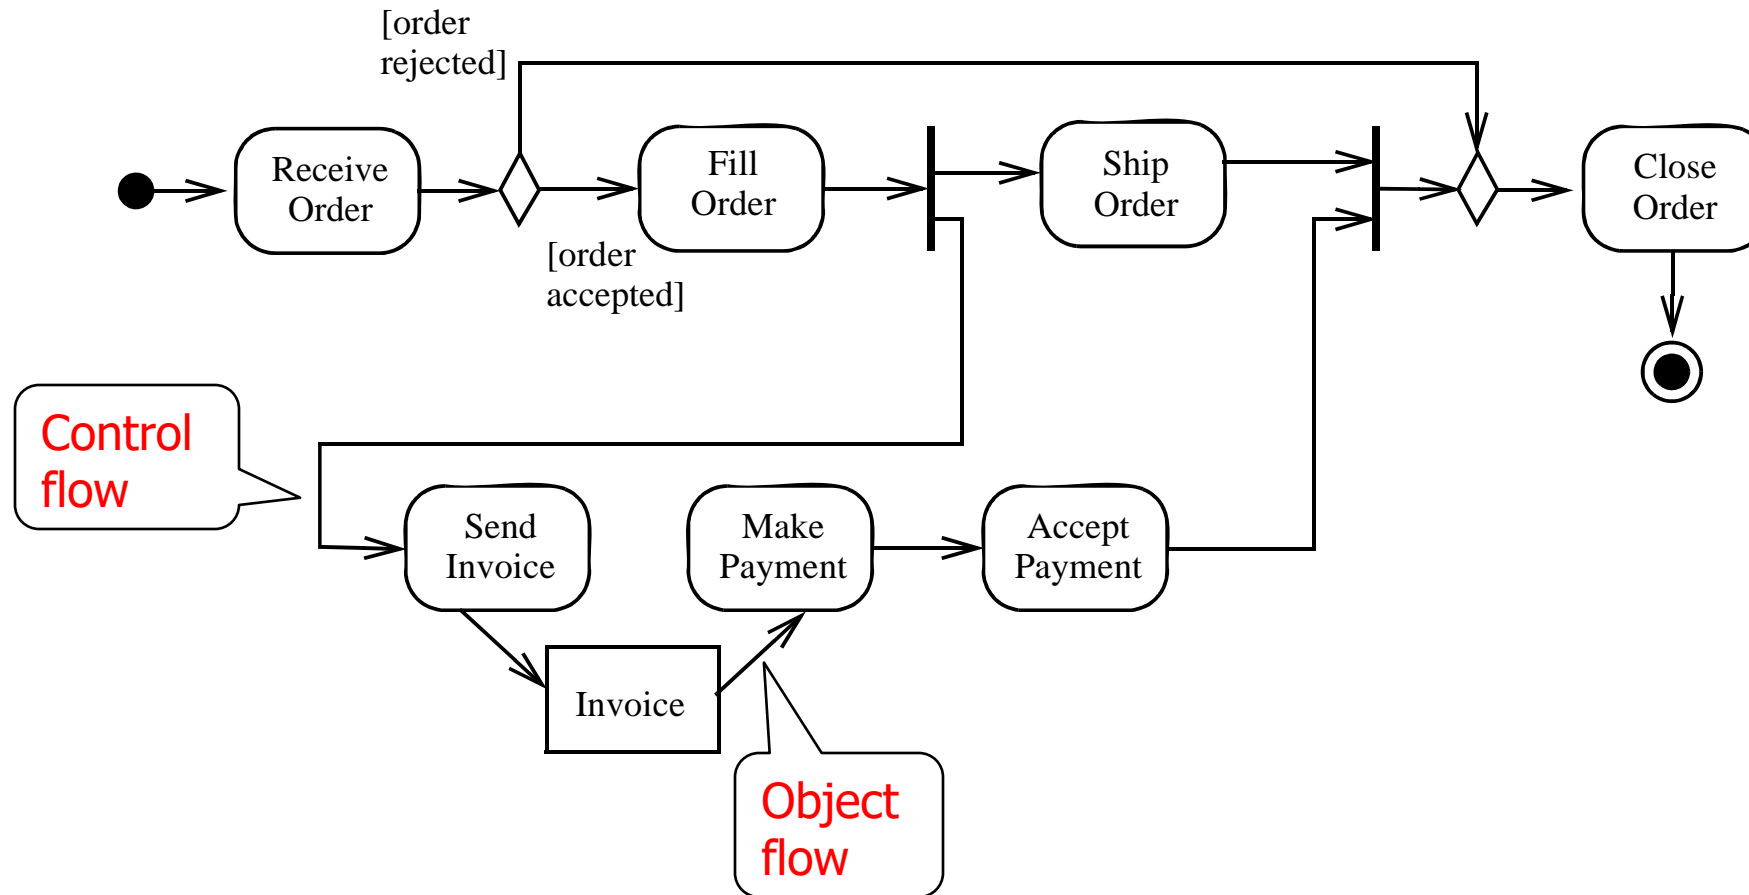 [order
rejected]
Receive
Order
Fill
Order
Ship
Order
Close
Order
[order
accepted]
Control
flow
Send
Invoice
Make
Payment
Accept
Payment
Invoice
Object
flow